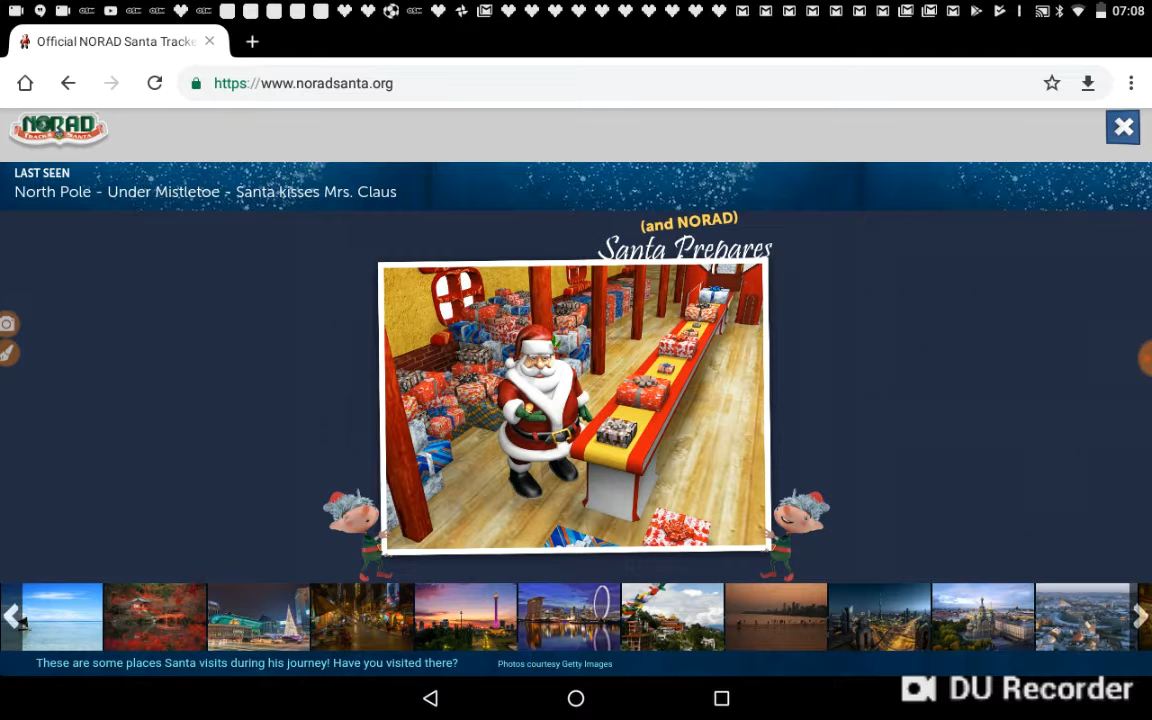 07:08
Official NORAD Santa Tracke
https://www.noradsanta.org
NORAD
TRACKS SANTA
LAST SEEN
North Pole - Under Mistletoe - Santa kisses Mrs. Claus
(and NORAD)
Santa Prepares
These are some places Santa visits during his journey! Have you visited there?
Photos courtesy Getty Images
DU Recorder